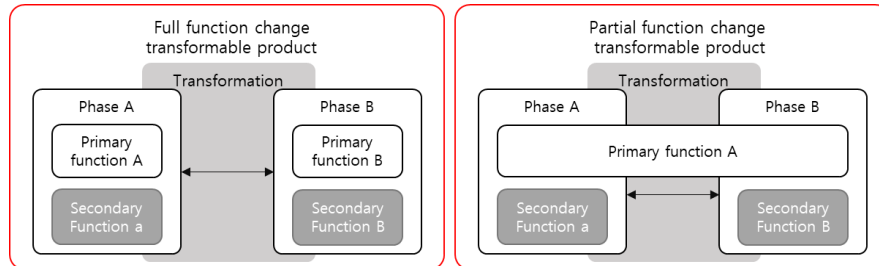 Full function change
transformable product
Transformation
Phase A
Phase B
Primary
function A
Primary
function B
Secondary
Function a
Secondary
Function B
Partial function change
transformable product
Transformation
Phase A
Phase B
Primary function A
Secondary
Function a
Secondary
Function B